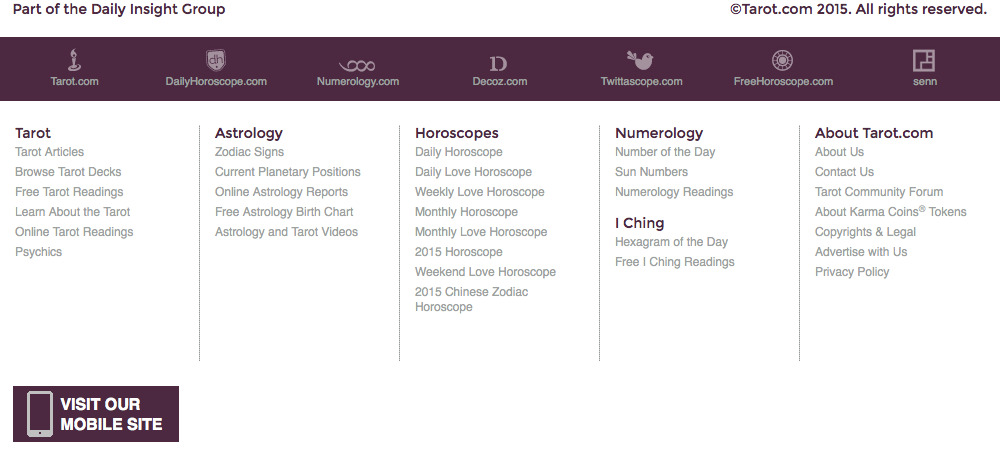 Part of the Daily Insight Group
©Tarot.com 2015. All rights reserved.
dh
Tarot.com
DailyHoroscope.com
Numerology.com
Decoz.com
Twittascope.com
FreeHoroscope.com
senn
Tarot
Tarot Articles
Browse Tarot Decks
Free Tarot Readings
Learn About the Tarot
Online Tarot Readings
Psychics
Astrology
Zodiac Signs
Current Planetary Positions
Online Astrology Reports
Free Astrology Birth Chart
Astrology and Tarot Videos
Horoscopes
Daily Horoscope
Daily Love Horoscope
Weekly Love Horoscope
Monthly Horoscope
Monthly Love Horoscope
2015 Horoscope
Weekend Love Horoscope
2015 Chinese Zodiac
Horoscope
Numerology
Number of the Day
Sun Numbers
Numerology Readings
I Ching
Hexagram of the Day
Free I Ching Readings
About Tarot.com
About Us
Contact Us
Tarot Community Forum
About Karma Coins® Tokens
Copyrights & Legal
Advertise with Us
Privacy Policy
VISIT OUR
MOBILE SITE